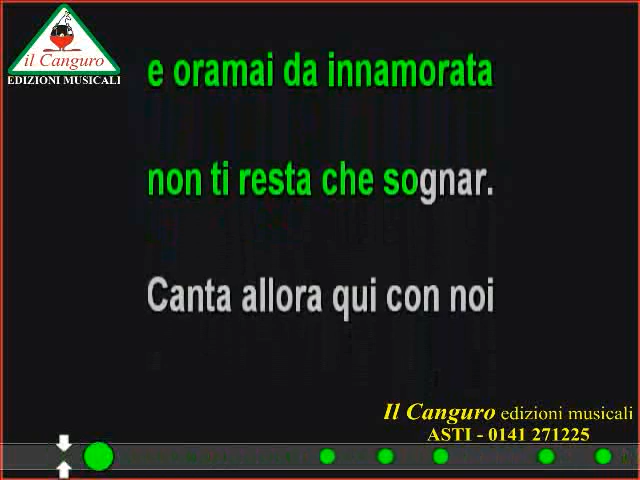 il Canguro
EDIZIONI MUSICALI
e oramai da innamorata
non ti resta che sognar.
Canta allora qui con noi
Il Canguro edizioni musicali
ASTI - 0141 271225